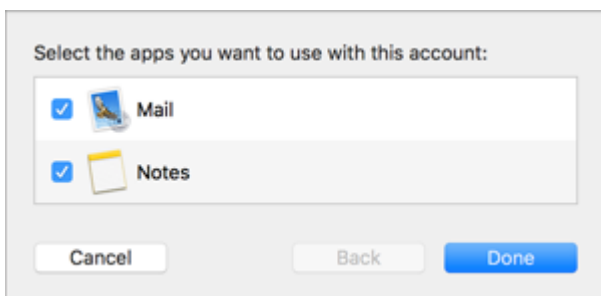 Select the apps you want to use with this account:
Mail
Notes
Cancel Back Done